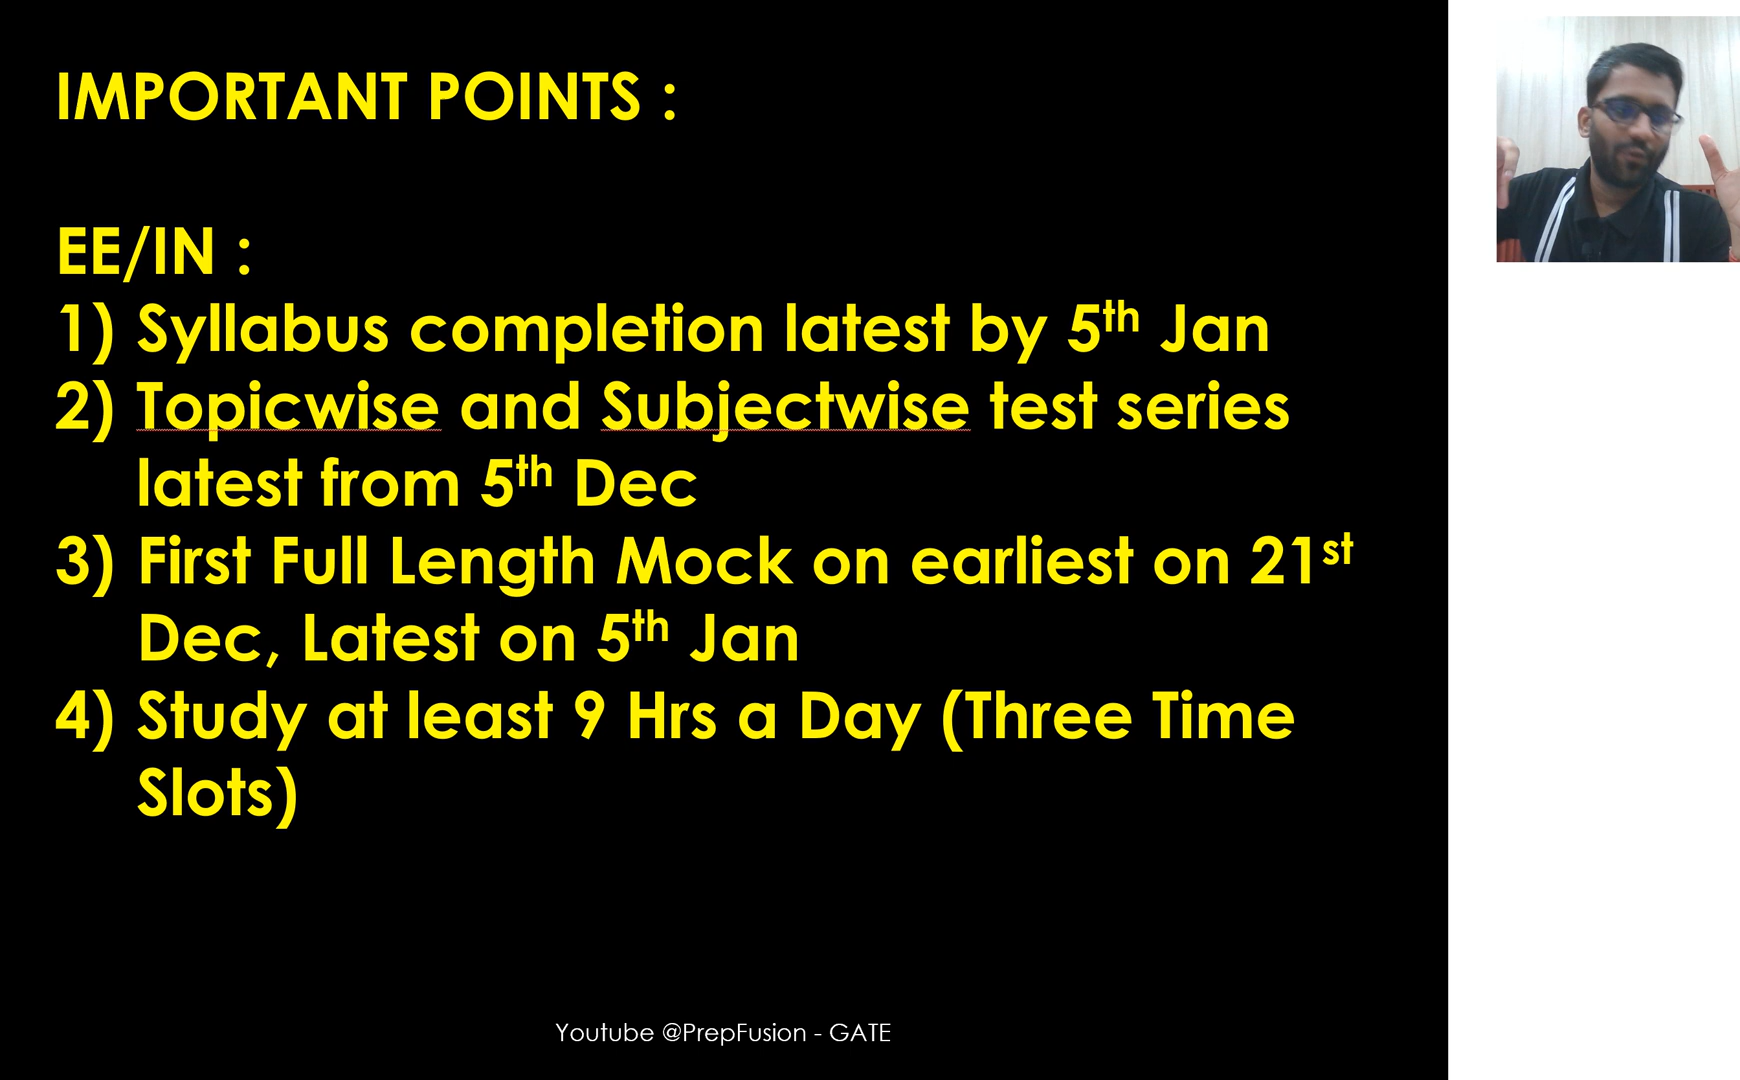 IMPORTANT POINTS :
EE/IN :
1) Syllabus completion latest by 5th Jan
2) Topicwise and Subjectwise test series
latest from 5th Dec
3) First Full Length Mock on earliest on 21st
Dec, Latest on 5th Jan
4) Study at least 9 Hrs a Day (Three Time
Slots)
Youtube @PrepFusion - GATE